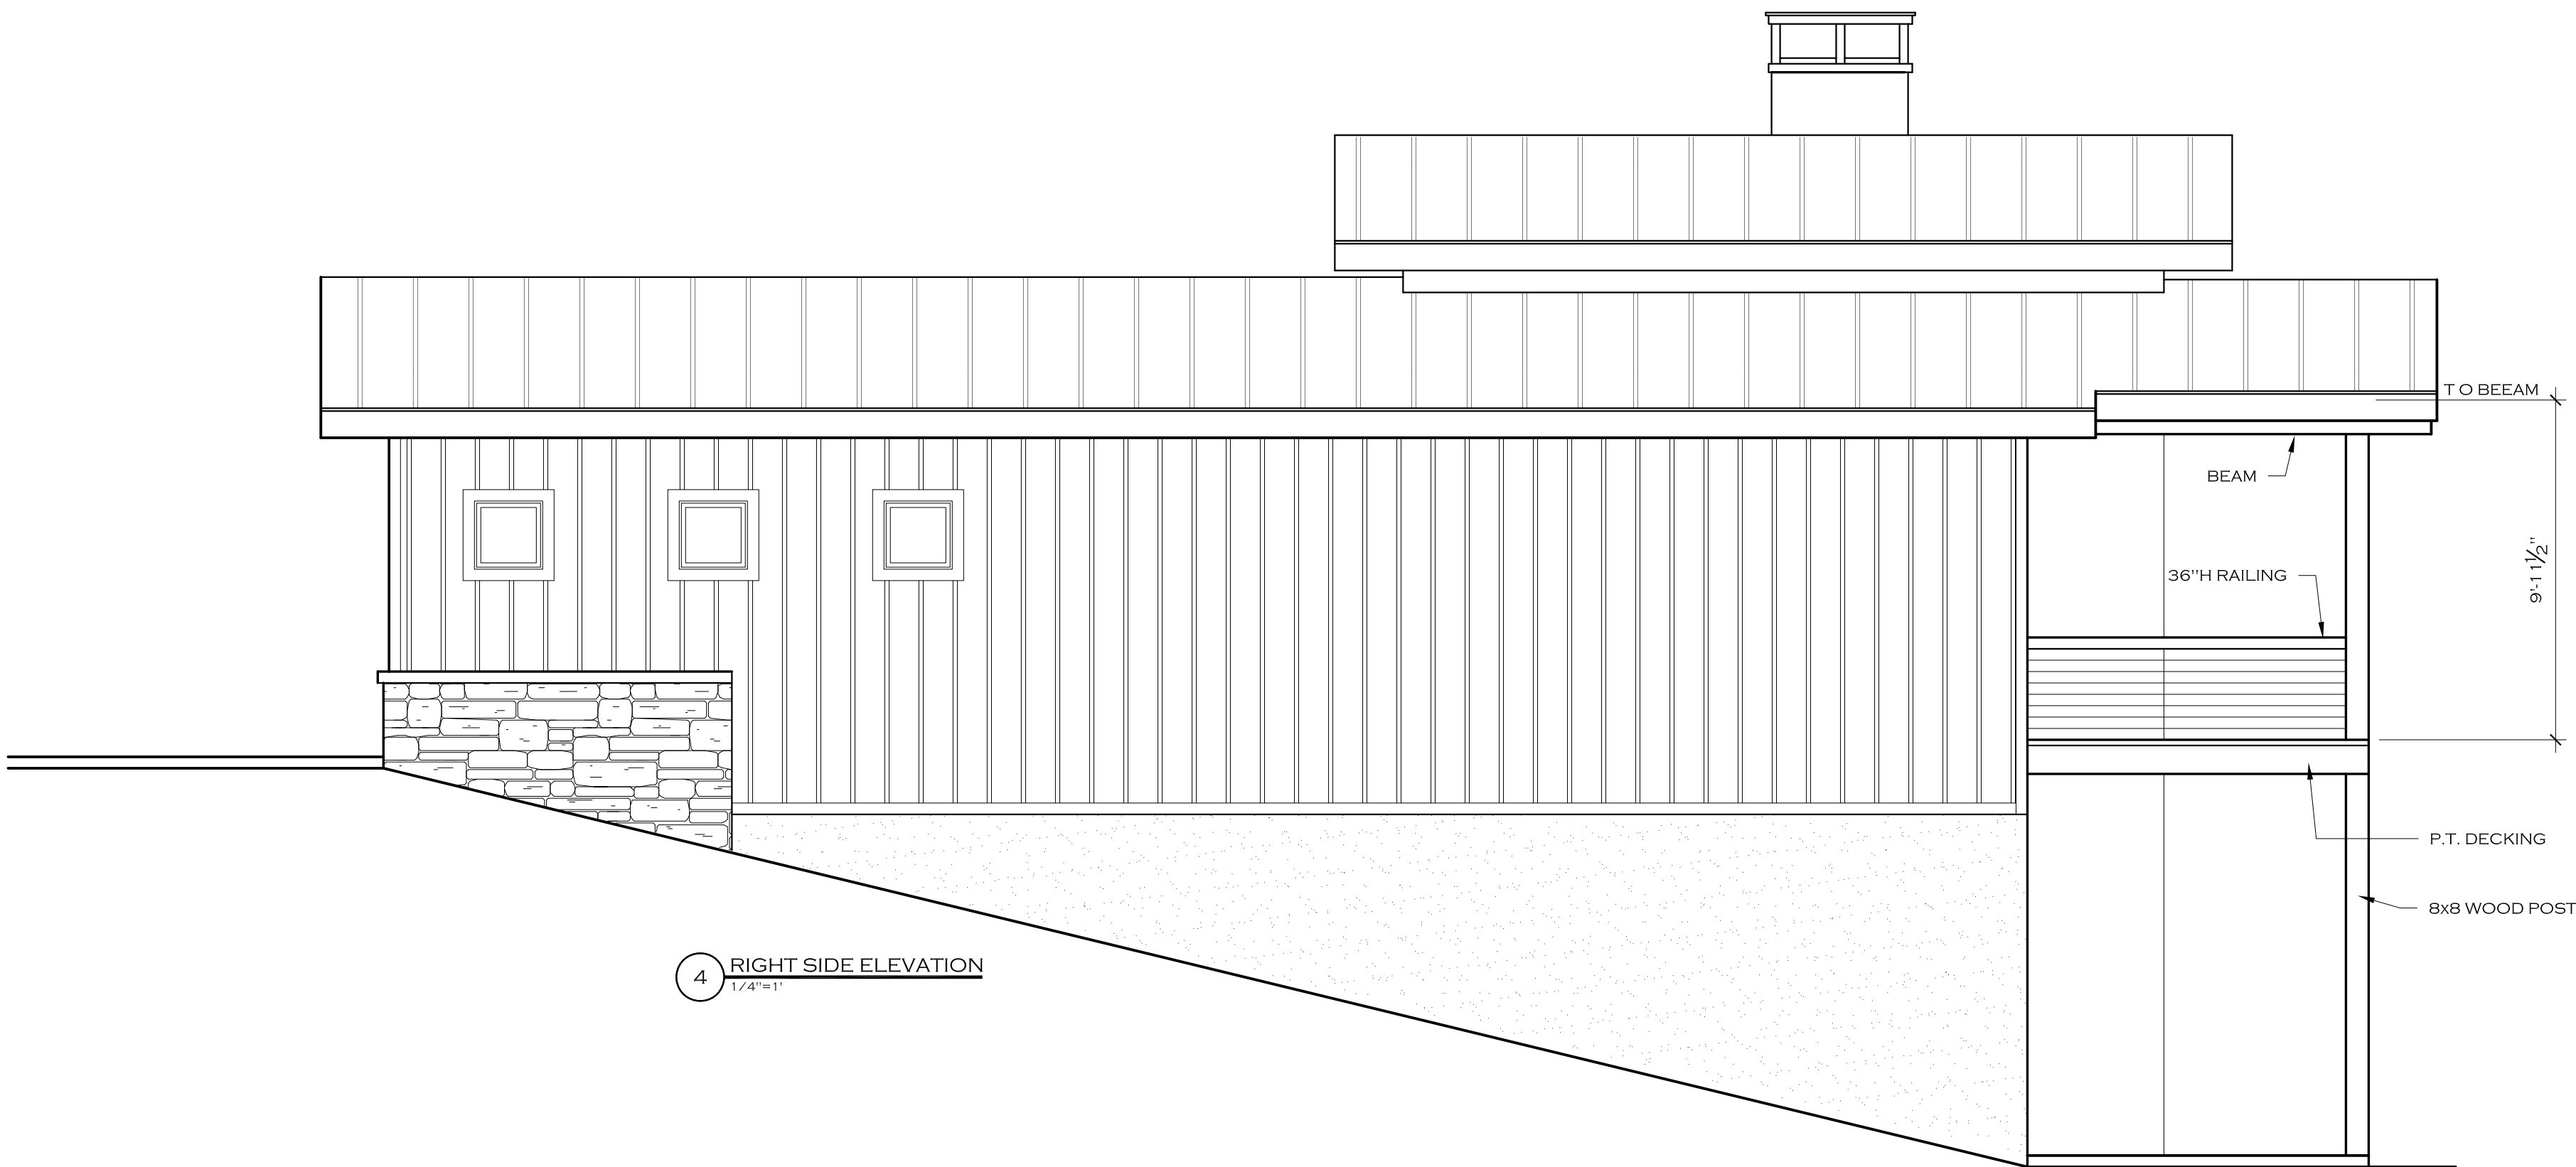 T O BEEAM
BEAM
9'-11½"
36"H RAILING
P.T. DECKING
8x8 WOOD POST
4 RIGHT SIDE ELEVATION
1/4"=1'